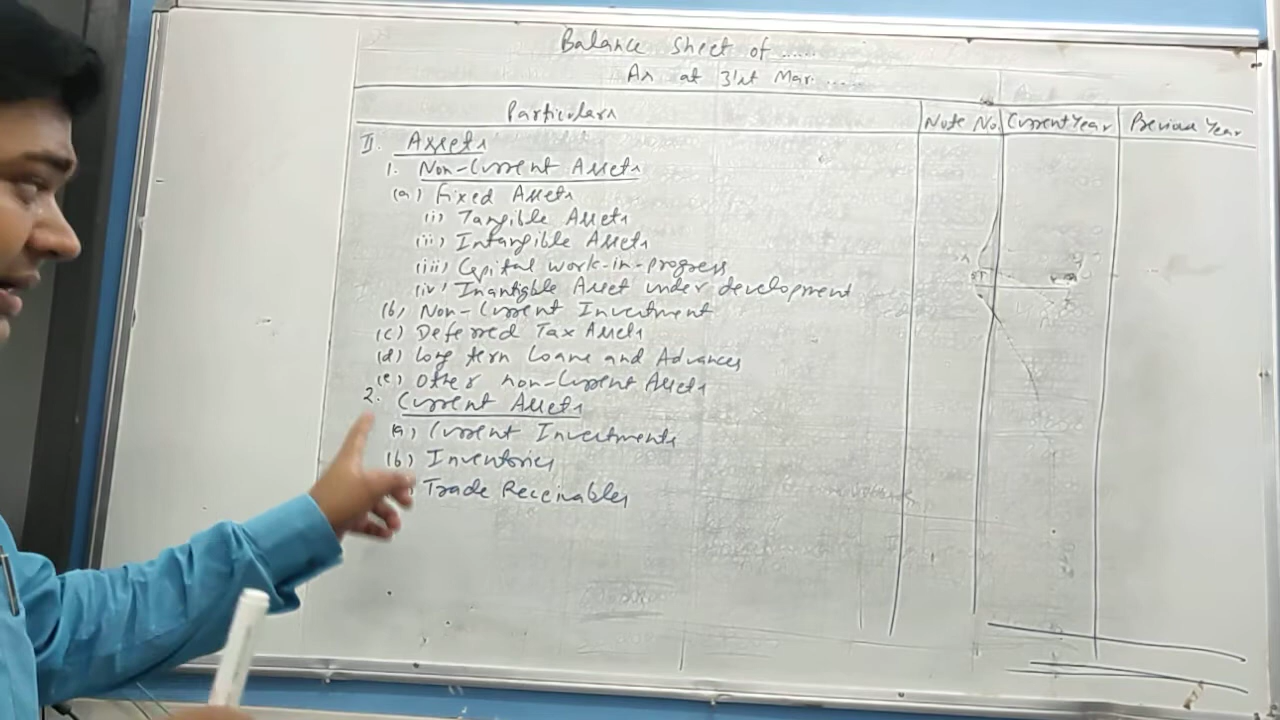 Balance Sheet of ......
As at 31st Mar. ......
Particulars Note No. Current Year Previous Year
II. Assets
1. Non-Current Assets
(a) Fixed Assets
(i) Tangible Assets
(ii) Intangible Assets
(iii) Capital work-in-progress
(iv) Inantigble Asset under development
(b) Non-Current Investment
(c) Deferred Tax Assets
(d) Long term Loans and Advances
(e) Other non-Current Assets
2. Current Assets
(a) Current Investments
(b) Inventories
) Trade Receivables